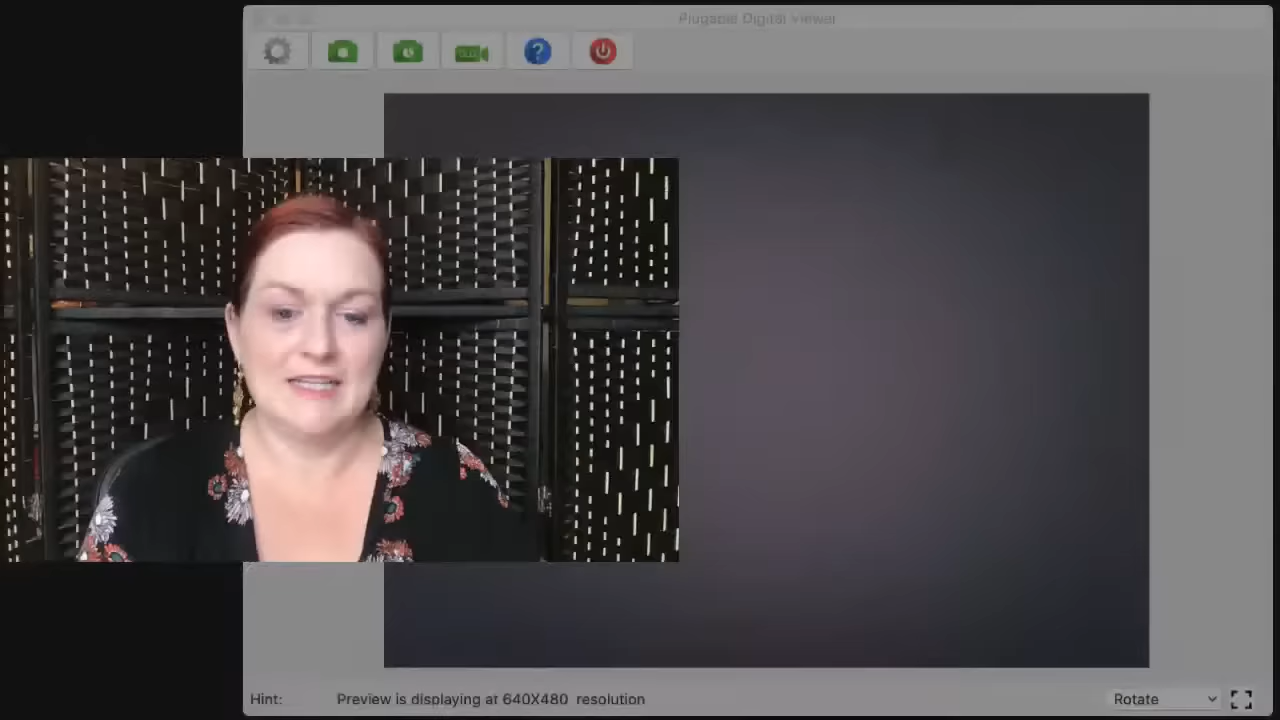 Plugable Digital Viewer
Hint: Preview is displaying at 640X480 resolution
Rotate